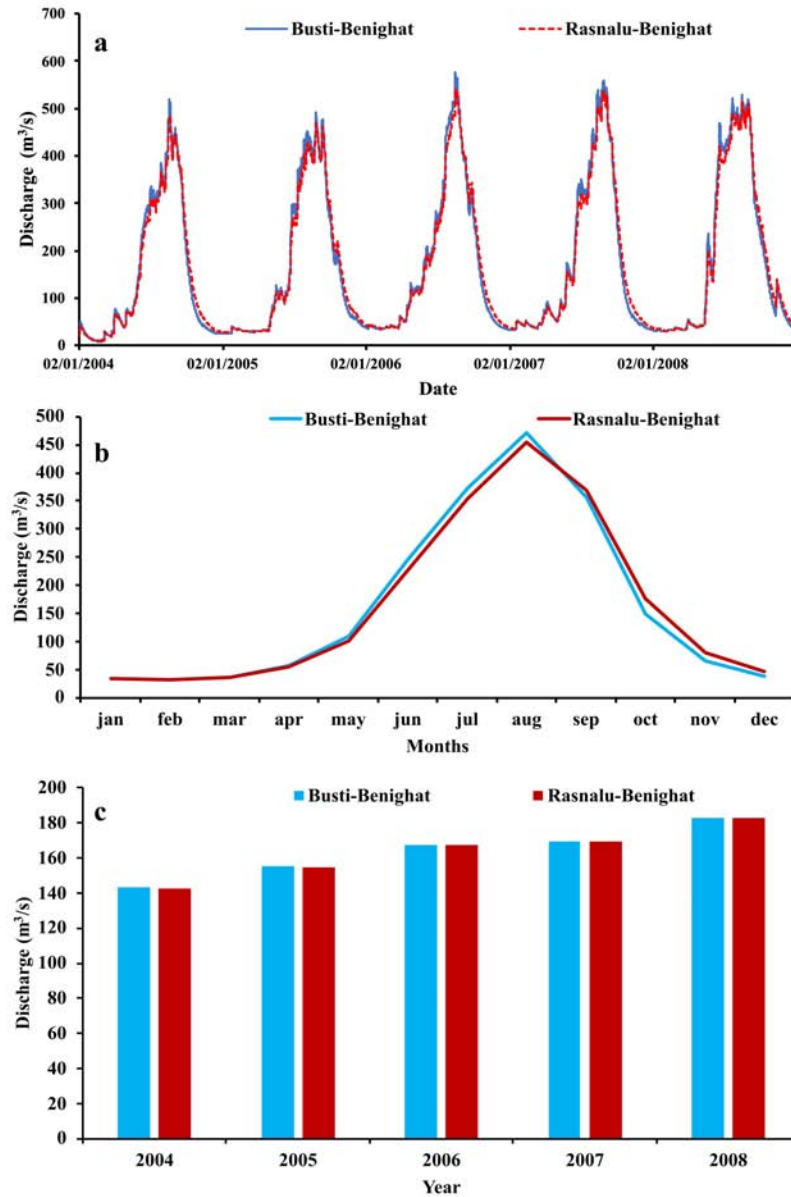 a
Busti-Benighat Rasnalu-Benighat
700
600
500
400
300
200
100
0
Discharge (m³/s)
02/01/2004 02/01/2005 02/01/2006 02/01/2007 02/01/2008
Date
b
Busti-Benighat Rasnalu-Benighat
500
450
400
350
300
250
200
150
100
50
0
Discharge (m³/s)
jan feb mar apr may jun jul aug sep oct nov dec
Months
c
Busti-Benighat Rasnalu-Benighat
200
180
160
140
120
100
80
60
40
20
0
Discharge (m³/s)
2004 2005 2006 2007 2008
Year